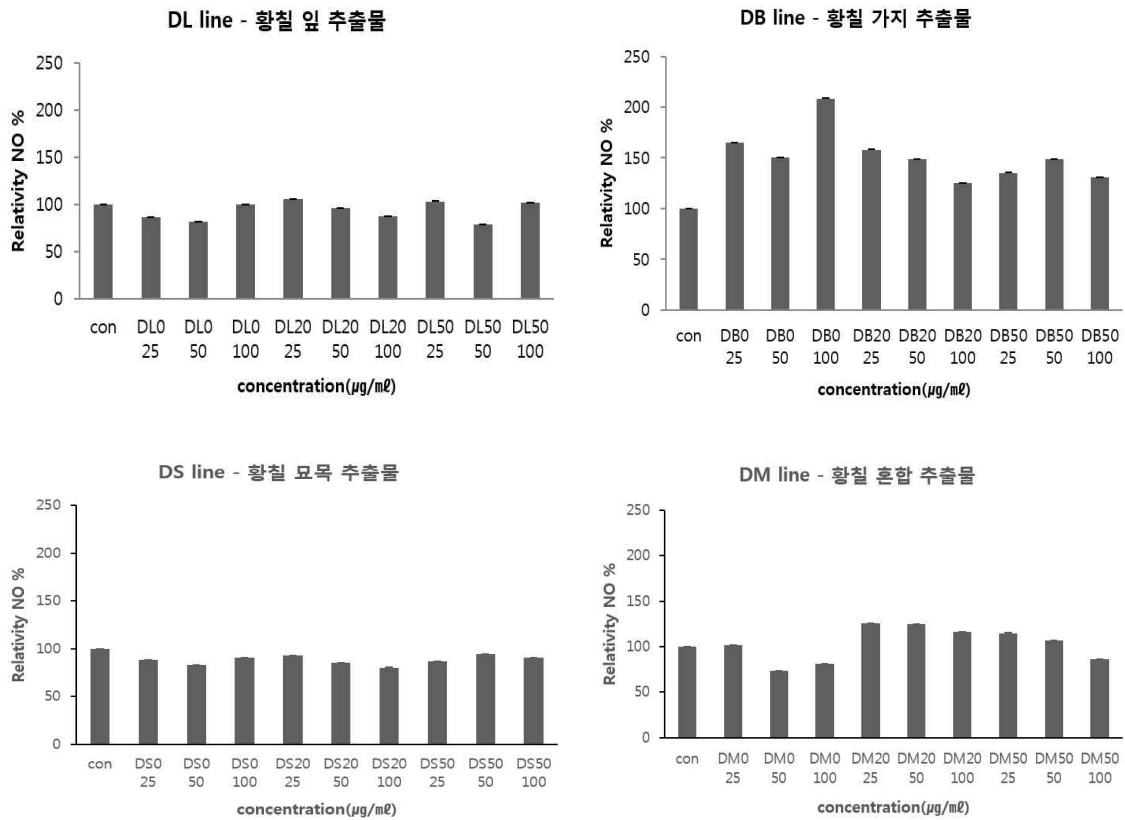 DL line - 황칠 잎 추출물
Relativity NO %
250
200
150
100
50
0
con DL0 DL0 DL0 DL20 DL20 DL20 DL50 DL50 DL50
25 50 100 25 50 100 25 50 100
concentration(μg/㎖)
DB line - 황칠 가지 추출물
Relativity NO %
250
200
150
100
50
0
con DB0 DB0 DB0 DB20 DB20 DB20 DB50 DB50 DB50
25 50 100 25 50 100 25 50 100
concentration(μg/㎖)
DS line - 황칠 묘목 추출물
Relativity NO %
250
200
150
100
50
0
con DS0 DS0 DS0 DS20 DS20 DS20 DS50 DS50 DS50
25 50 100 25 50 100 25 50 100
concentration(μg/㎖)
DM line - 황칠 혼합 추출물
Relativity NO %
250
200
150
100
50
0
con DM0 DM0 DM0 DM20 DM20 DM20 DM50 DM50 DM50
25 50 100 25 50 100 25 50 100
concentration(μg/㎖)